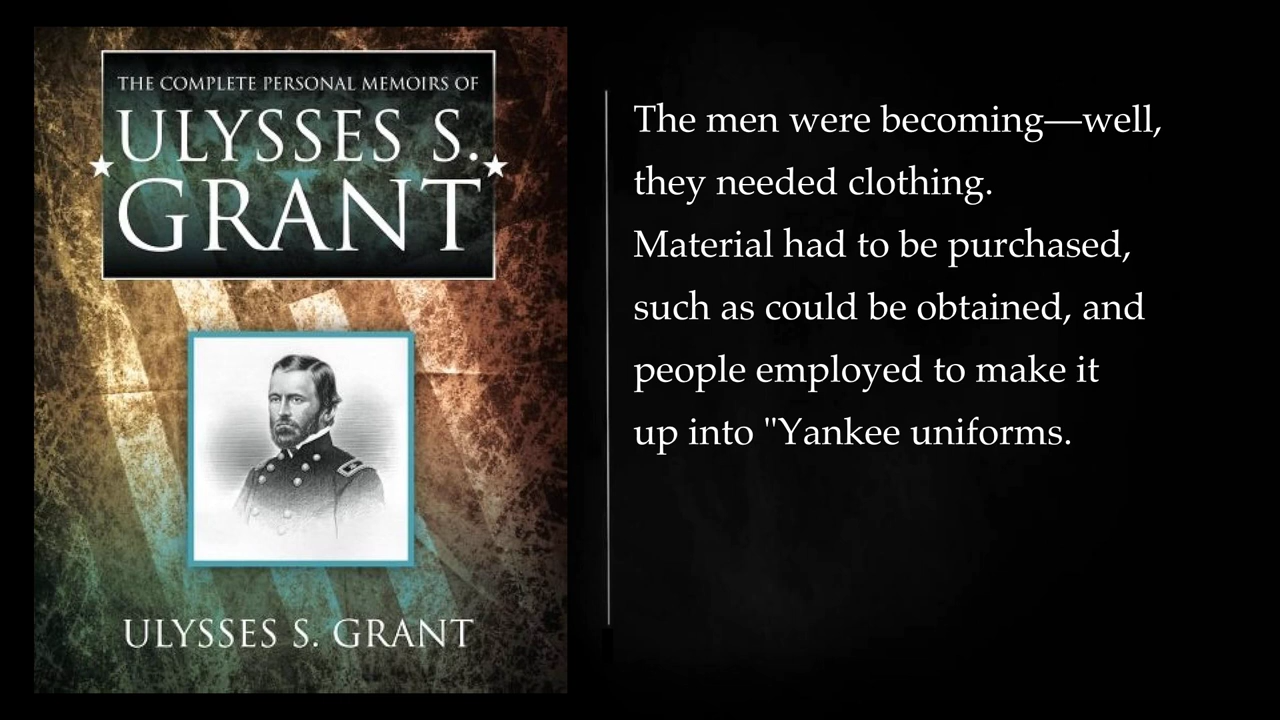 THE COMPLETE PERSONAL MEMOIRS OF
ULYSSES S.
GRANT
ULYSSES S. GRANT
The men were becoming—well,
they needed clothing.
Material had to be purchased,
such as could be obtained, and
people employed to make it
up into "Yankee uniforms.